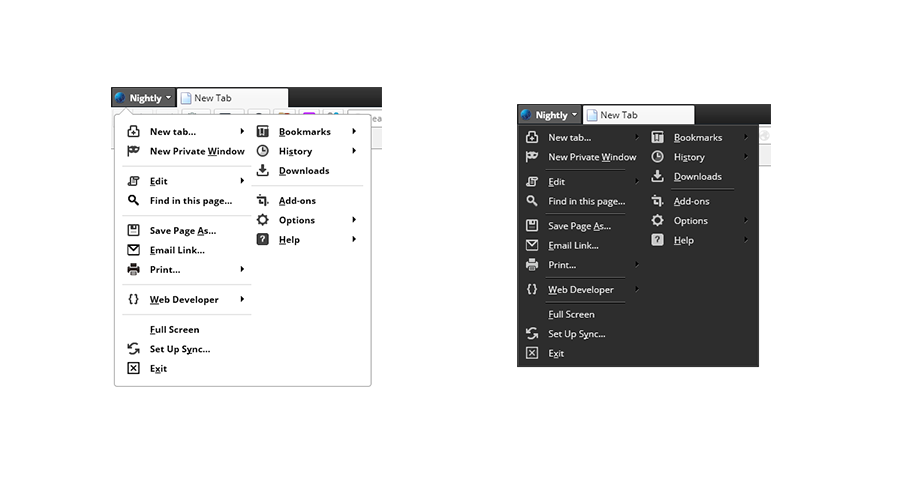 Nightly
New Tab
New tab...
New Private Window
Edit
Find in this page...
Save Page As...
Email Link...
Print...
Web Developer
Full Screen
Set Up Sync...
Exit
Bookmarks
History
Downloads
Add-ons
Options
Help
Nightly
New Tab
New tab...
New Private Window
Edit
Find in this page...
Save Page As...
Email Link...
Print...
Web Developer
Full Screen
Set Up Sync...
Exit
Bookmarks
History
Downloads
Add-ons
Options
Help